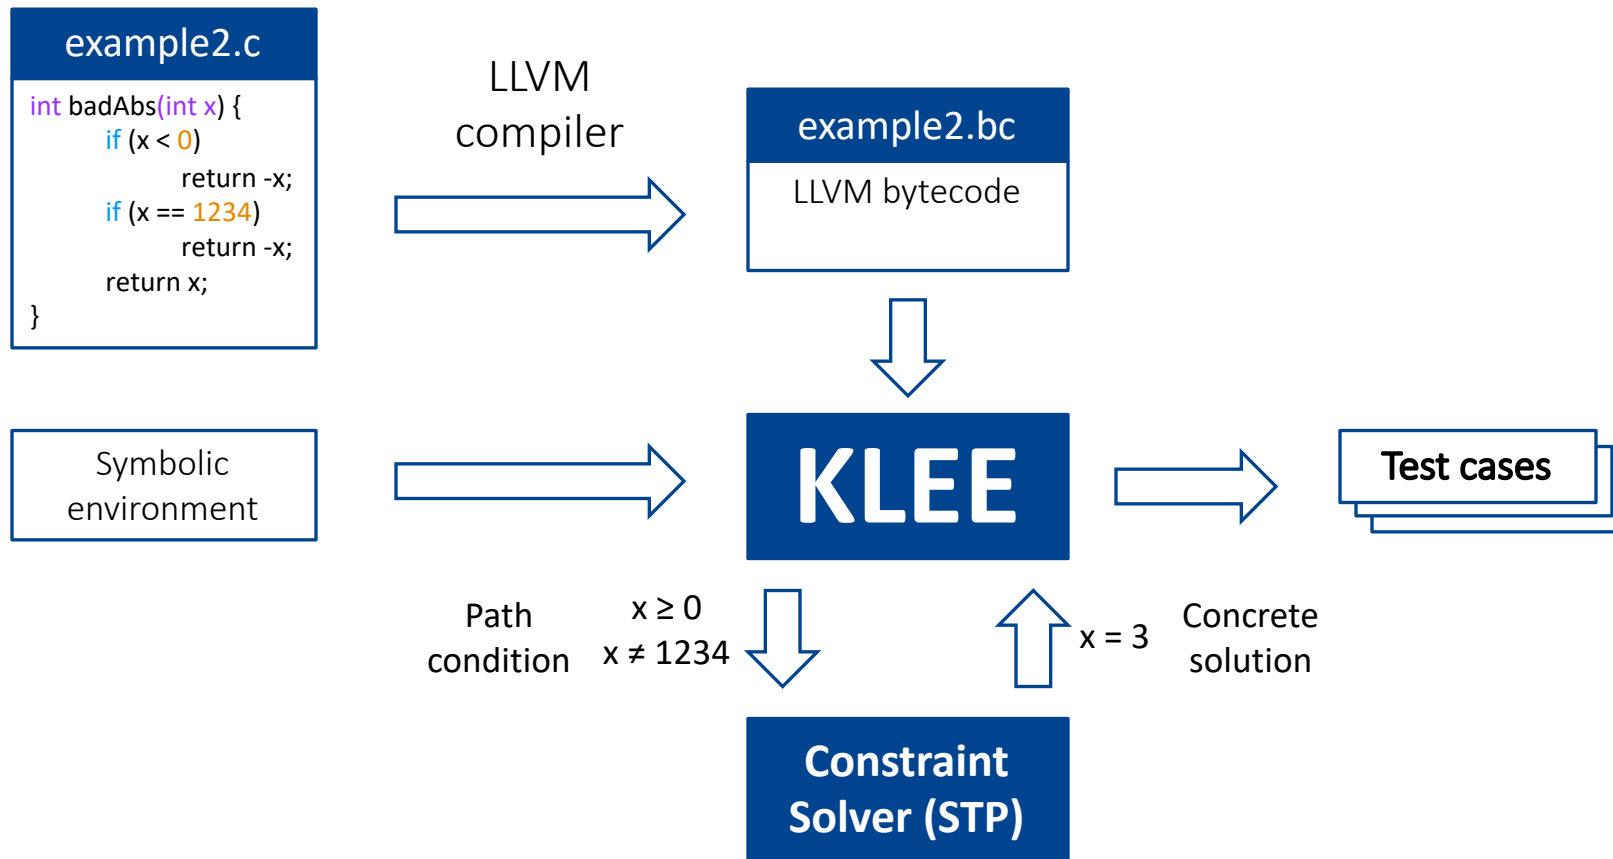 example2.c
int badAbs(int x) {
if (x < 0)
return -x;
if (x == 1234)
return -x;
return x;
}
LLVM
compiler
example2.bc
LLVM bytecode
Symbolic
environment
KLEE
Test cases
Path
condition
x ≥ 0
x ≠ 1234
x = 3
Concrete
solution
Constraint
Solver (STP)